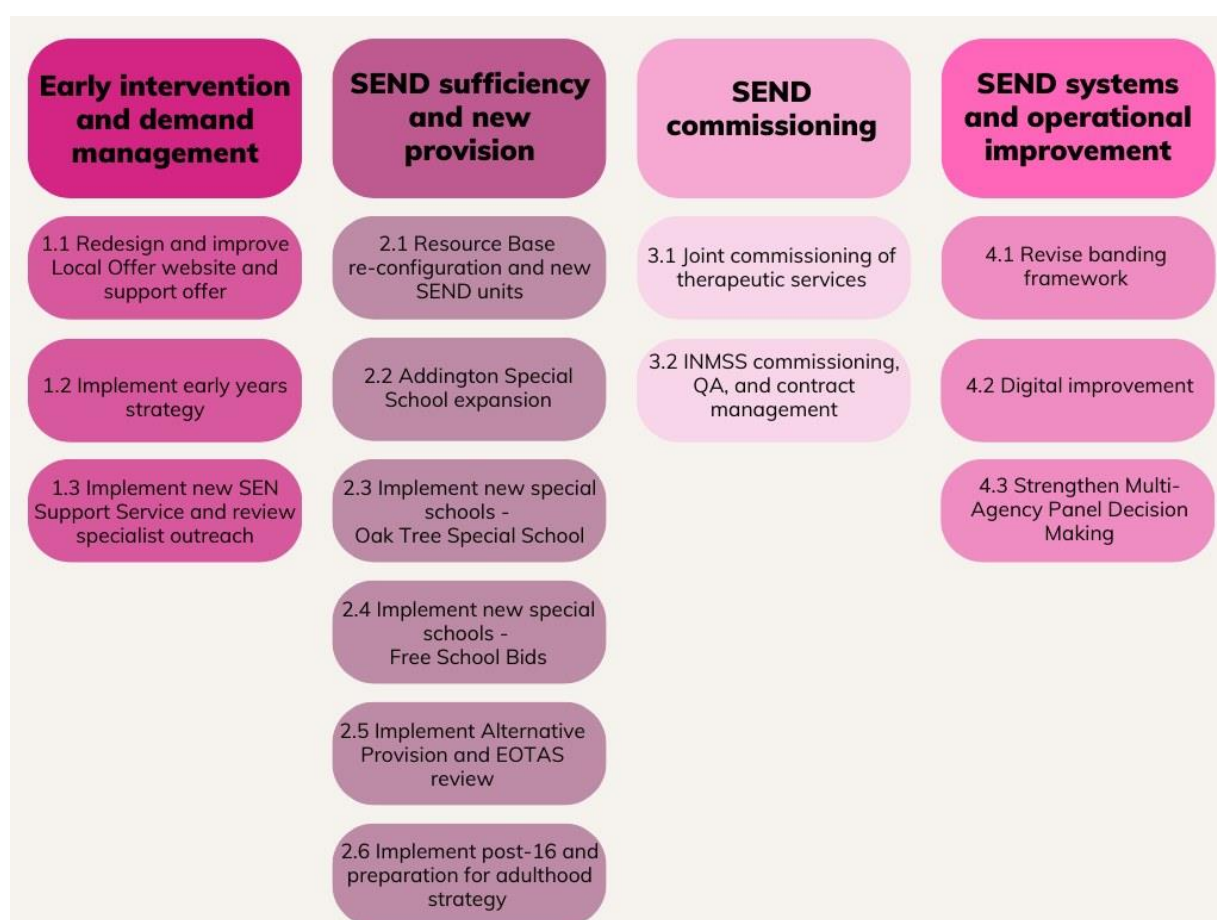 Early intervention
and demand
management
1.1 Redesign and improve
Local Offer website and
support offer
1.2 Implement early years
strategy
1.3 Implement new SEN
Support Service and review
specialist outreach
SEND sufficiency
and new
provision
2.1 Resource Base
re-configuration and new
SEND units
2.2 Addington Special
School expansion
2.3 Implement new special
schools -
Oak Tree Special School
2.4 Implement new special
schools -
Free School Bids
2.5 Implement Alternative
Provision and EOTAS
review
2.6 Implement post-16 and
preparation for adulthood
strategy
SEND
commissioning
3.1 Joint commissioning of
therapeutic services
3.2 INMSS commissioning,
QA, and contract
management
SEND systems
and operational
improvement
4.1 Revise banding
framework
4.2 Digital improvement
4.3 Strengthen Multi-
Agency Panel Decision
Making